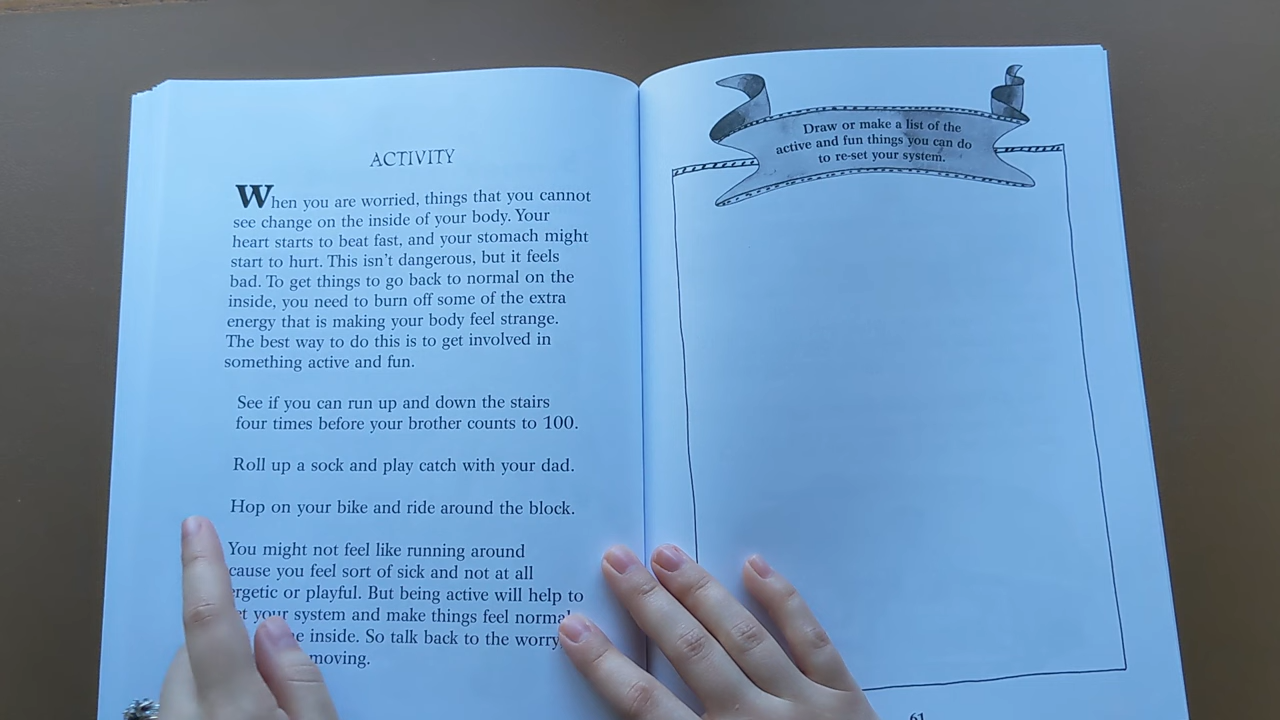 ACTIVITY
When you are worried, things that you cannot
see change on the inside of your body. Your
heart starts to beat fast, and your stomach might
start to hurt. This isn't dangerous, but it feels
bad. To get things to go back to normal on the
inside, you need to burn off some of the extra
energy that is making your body feel strange.
The best way to do this is to get involved in
something active and fun.
See if you can run up and down the stairs
four times before your brother counts to 100.
Roll up a sock and play catch with your dad.
Hop on your bike and ride around the block.
You might not feel like running around
cause you feel sort of sick and not at all
or playful. But being active will help to
your system and make things feel normal
inside. So talk back to the worry,
moving.
Draw or make a list of the
active and fun things you can do
to re-set your system.
61